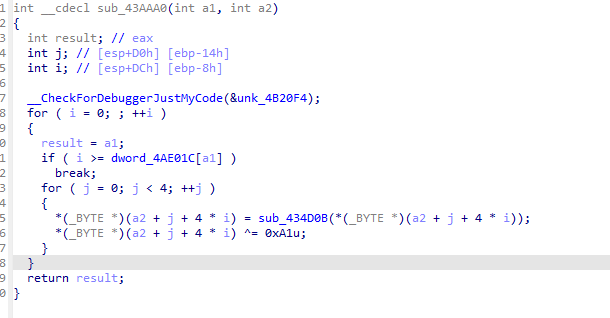 1 int __cdecl sub_43AAA0(int a1, int a2)
2 {
3 int result; // eax
4 int j; // [esp+D0h] [ebp-14h]
5 int i; // [esp+DCh] [ebp-8h]
6
7 __CheckForDebuggerJustMyCode(&unk_4B20F4);
8 for ( i = 0; ; ++i )
9 {
0 result = a1;
1 if ( i >= dword_4AE01C[a1] )
2 break;
3 for ( j = 0; j < 4; ++j )
4 {
5 *(_BYTE *)(a2 + j + 4 * i) = sub_434D0B(*(_BYTE *)(a2 + j + 4 * i));
6 *(_BYTE *)(a2 + j + 4 * i) ^= 0xA1u;
7 }
8 }
9 return result;
0 }